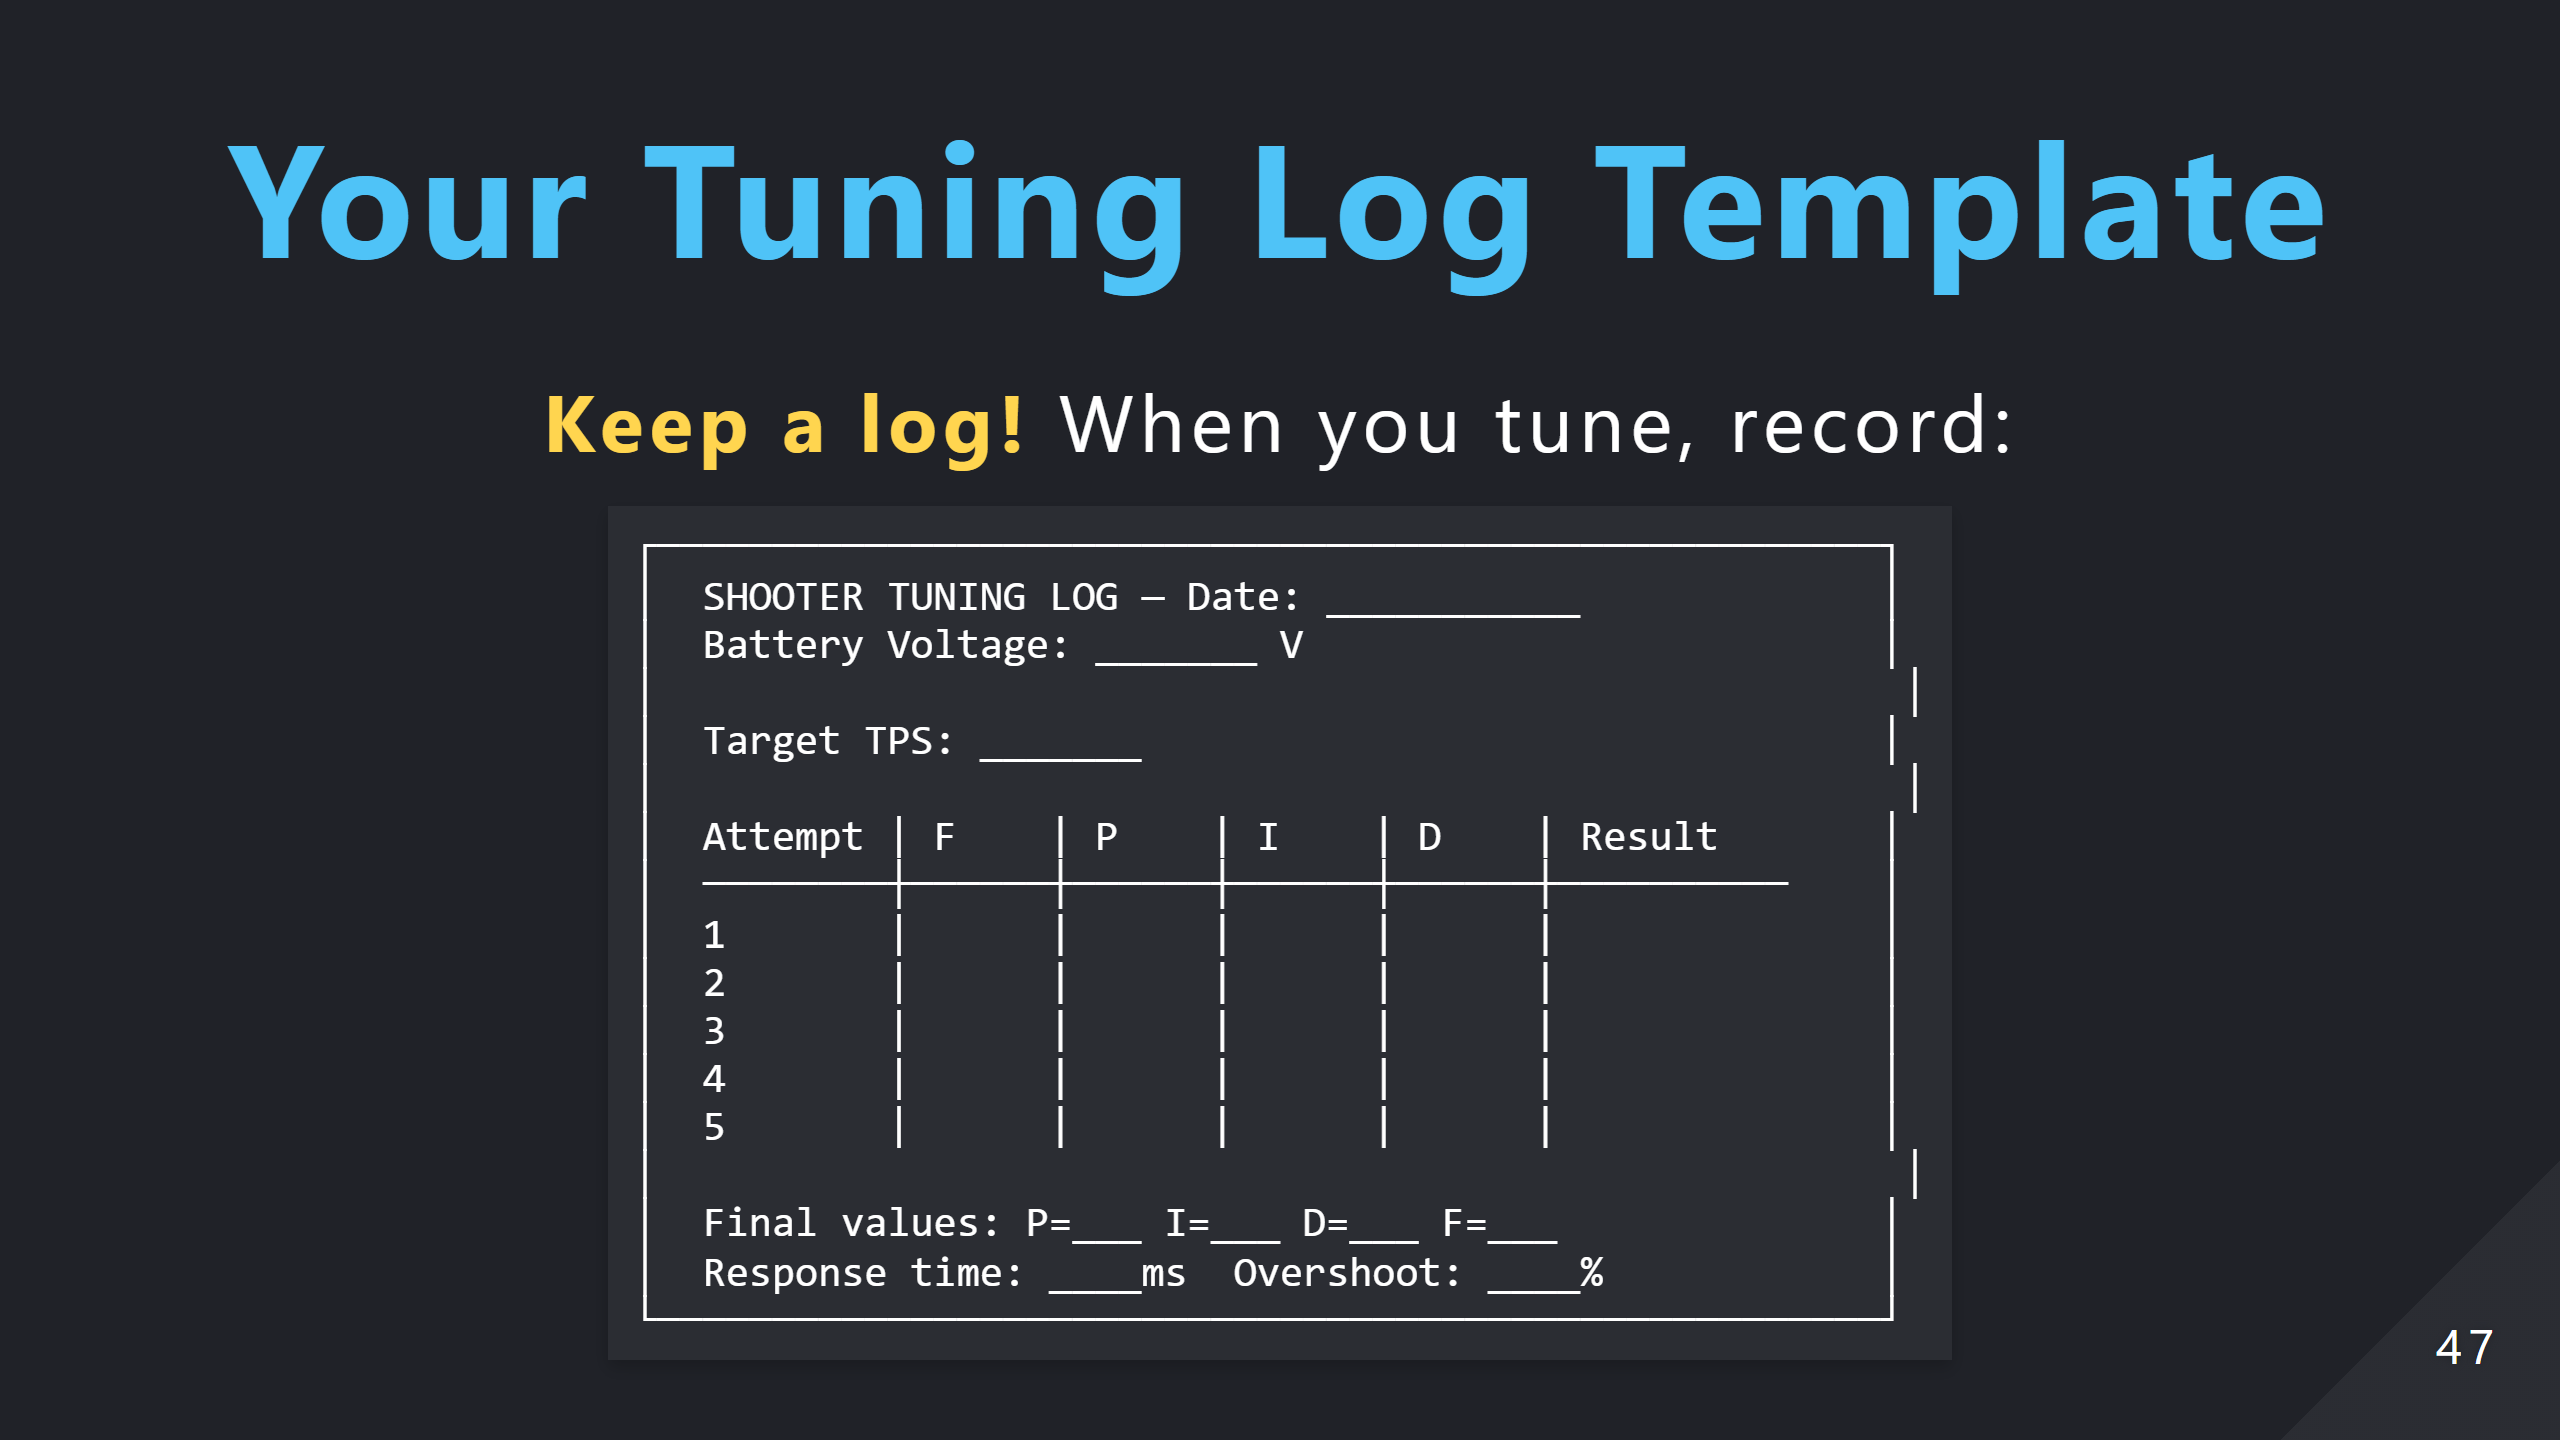 Your Tuning Log Template
Keep a log! When you tune, record:
SHOOTER TUNING LOG — Date: ___________
Battery Voltage: _______ V
Target TPS: _______
Attempt | F | P | I | D | Result
1
2
3
4
5
Final values: P=___ I=___ D=___ F=___
Response time: ____ms  Overshoot: ____%
47